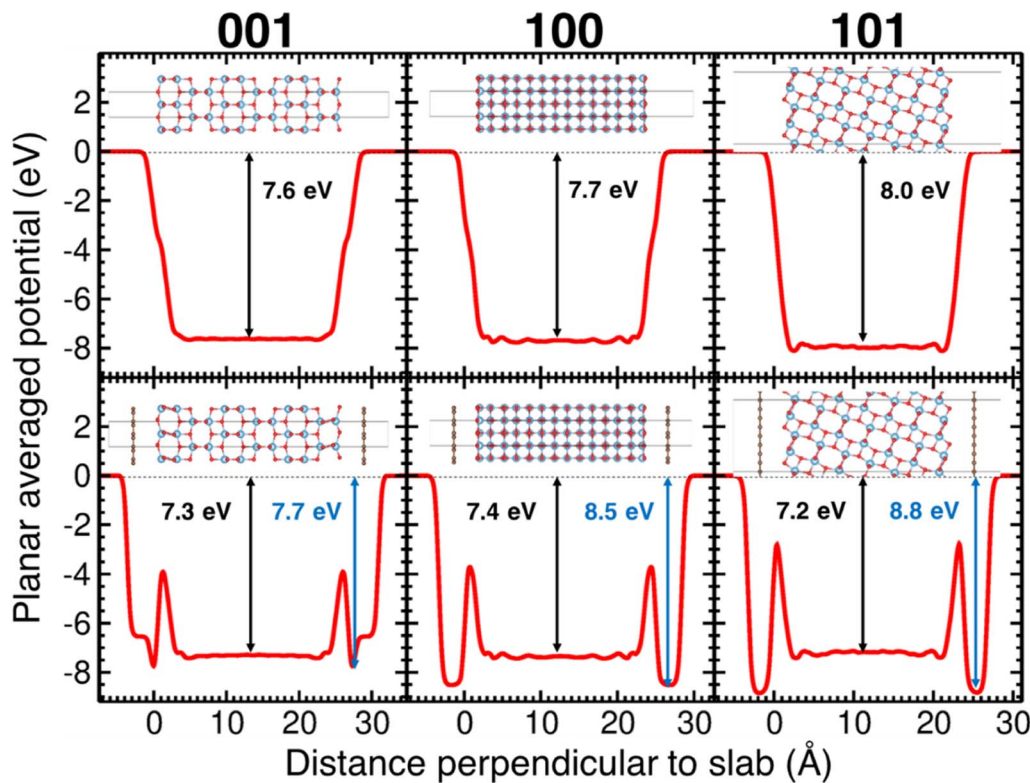 001 100 101
Planar averaged potential (eV)
2
0
-2
-4
-6
-8
7.6 eV
7.7 eV
8.0 eV
2
0
-2
-4
-6
-8
7.3 eV 7.7 eV
7.4 eV 8.5 eV
7.2 eV 8.8 eV
0 10 20 30 0 10 20 30 0 10 20 30
Distance perpendicular to slab (Å)